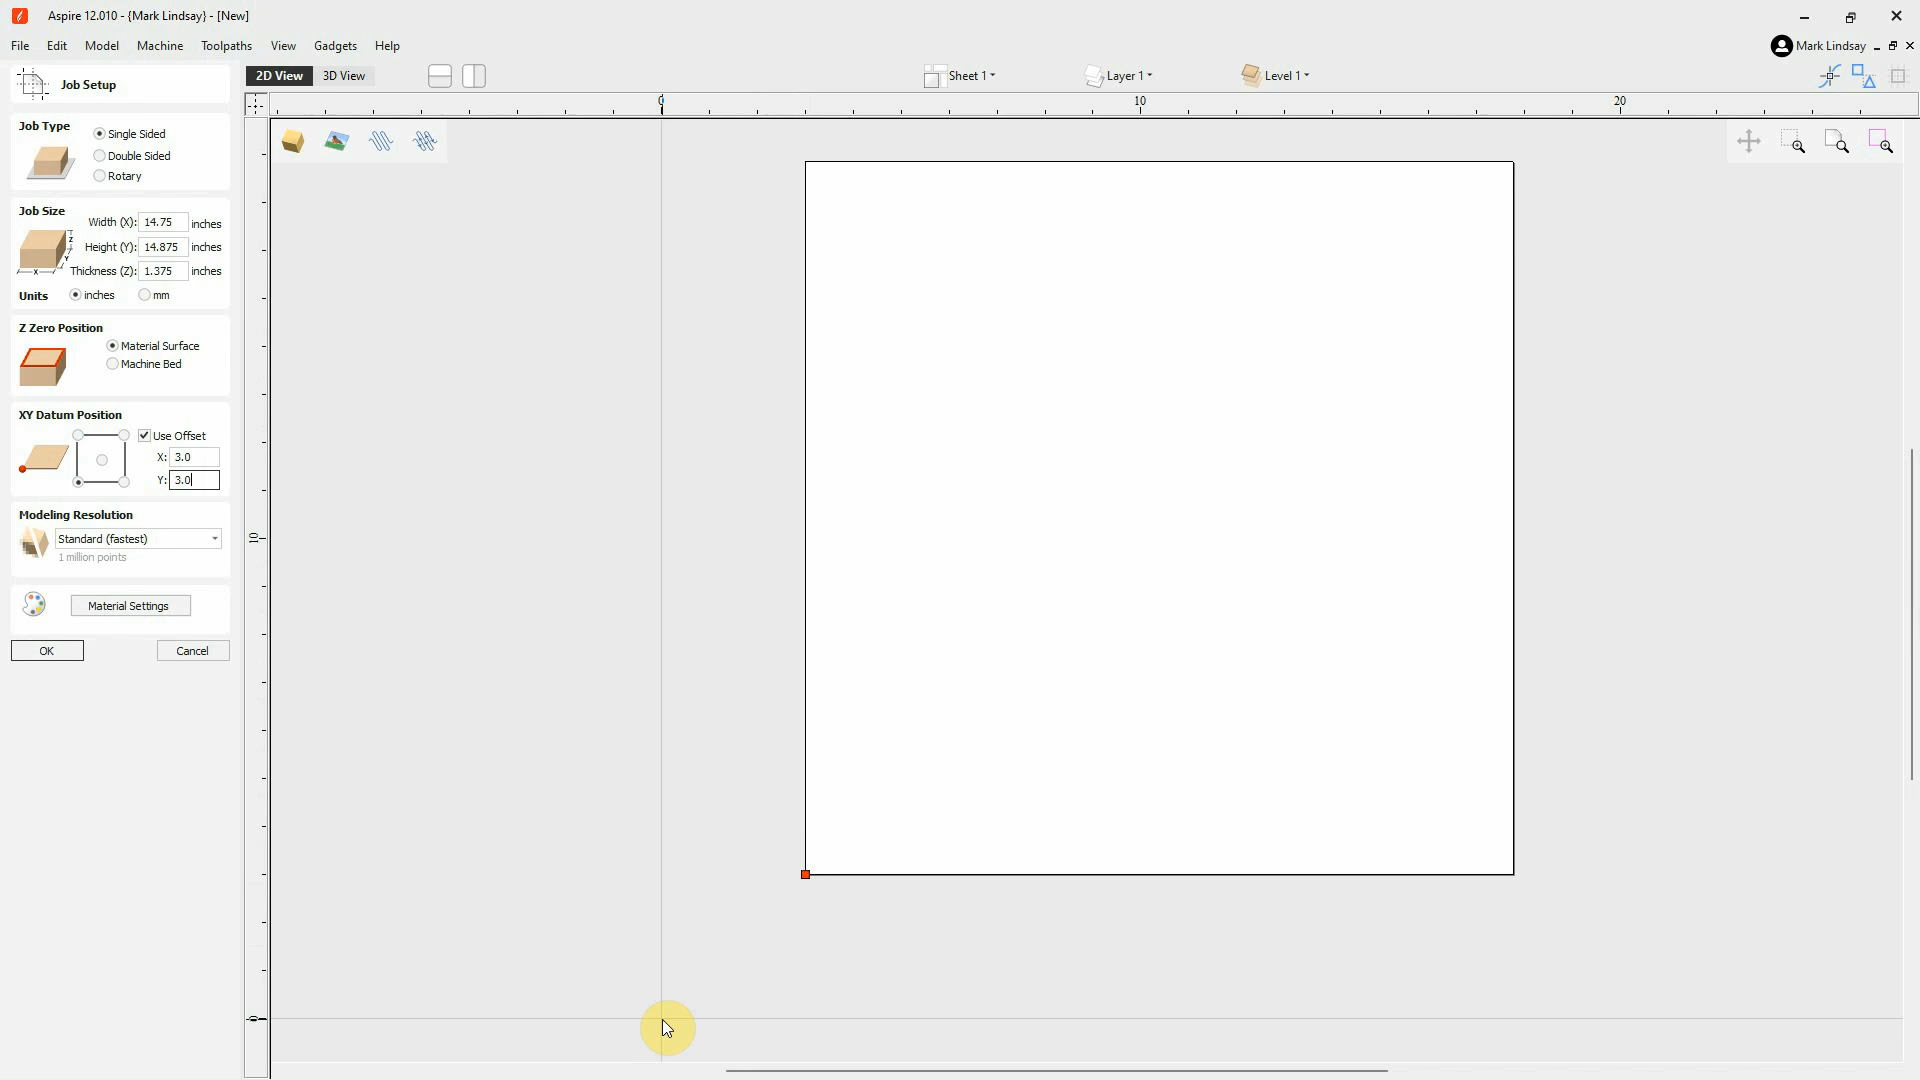 Aspire 12.010 - {Mark Lindsay} - [New]
File Edit Model Machine Toolpaths View Gadgets Help
Mark Lindsay
Job Setup
2D View 3D View
Sheet 1 Layer 1 Level 1
0 10 20
Job Type
Single Sided
Double Sided
Rotary
Job Size
Width (X): 14.75 inches
Height (Y): 14.875 inches
Thickness (Z): 1.375 inches
Z
Y
X
Units inches mm
Z Zero Position
Material Surface
Machine Bed
XY Datum Position
Use Offset
X: 3.0
Y: 3.0
Modeling Resolution
Standard (fastest)
1 million points
Material Settings
OK Cancel
10
0